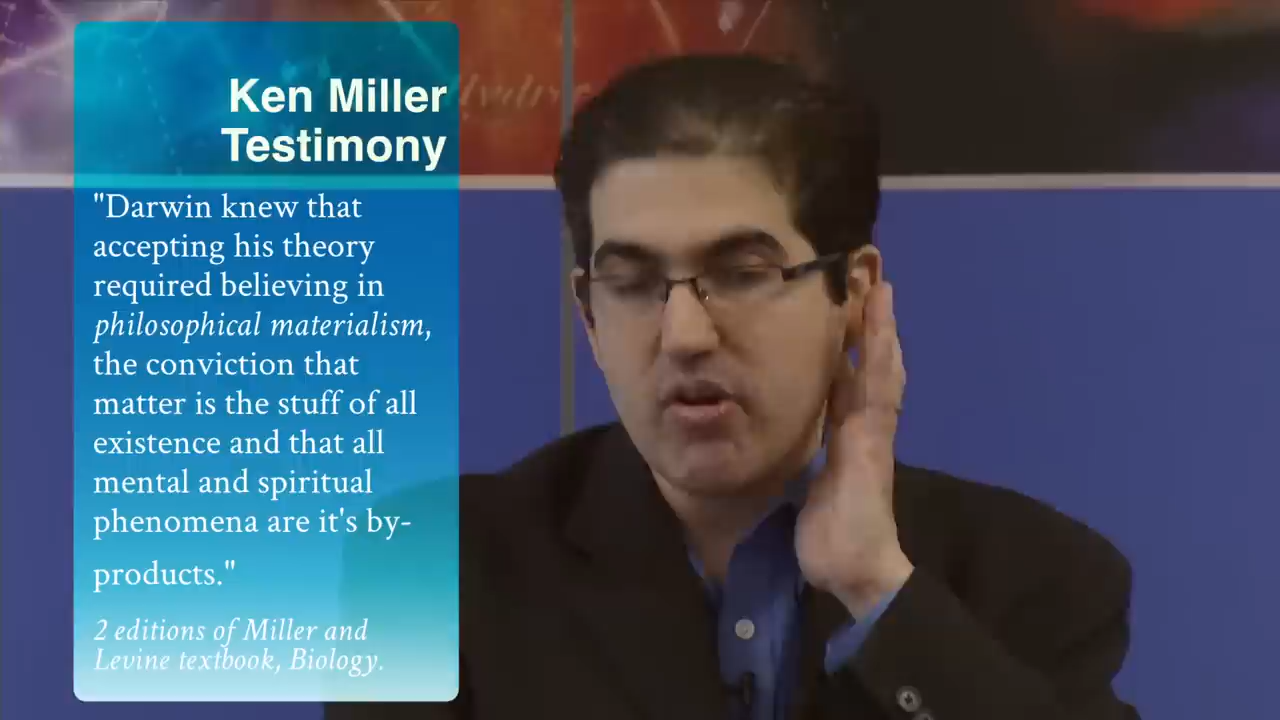 Ken Miller
Testimony
"Darwin knew that
accepting his theory
required believing in
philosophical materialism,
the conviction that
matter is the stuff of all
existence and that all
mental and spiritual
phenomena are it's by-
products."
2 editions of Miller and
Levine textbook, Biology.